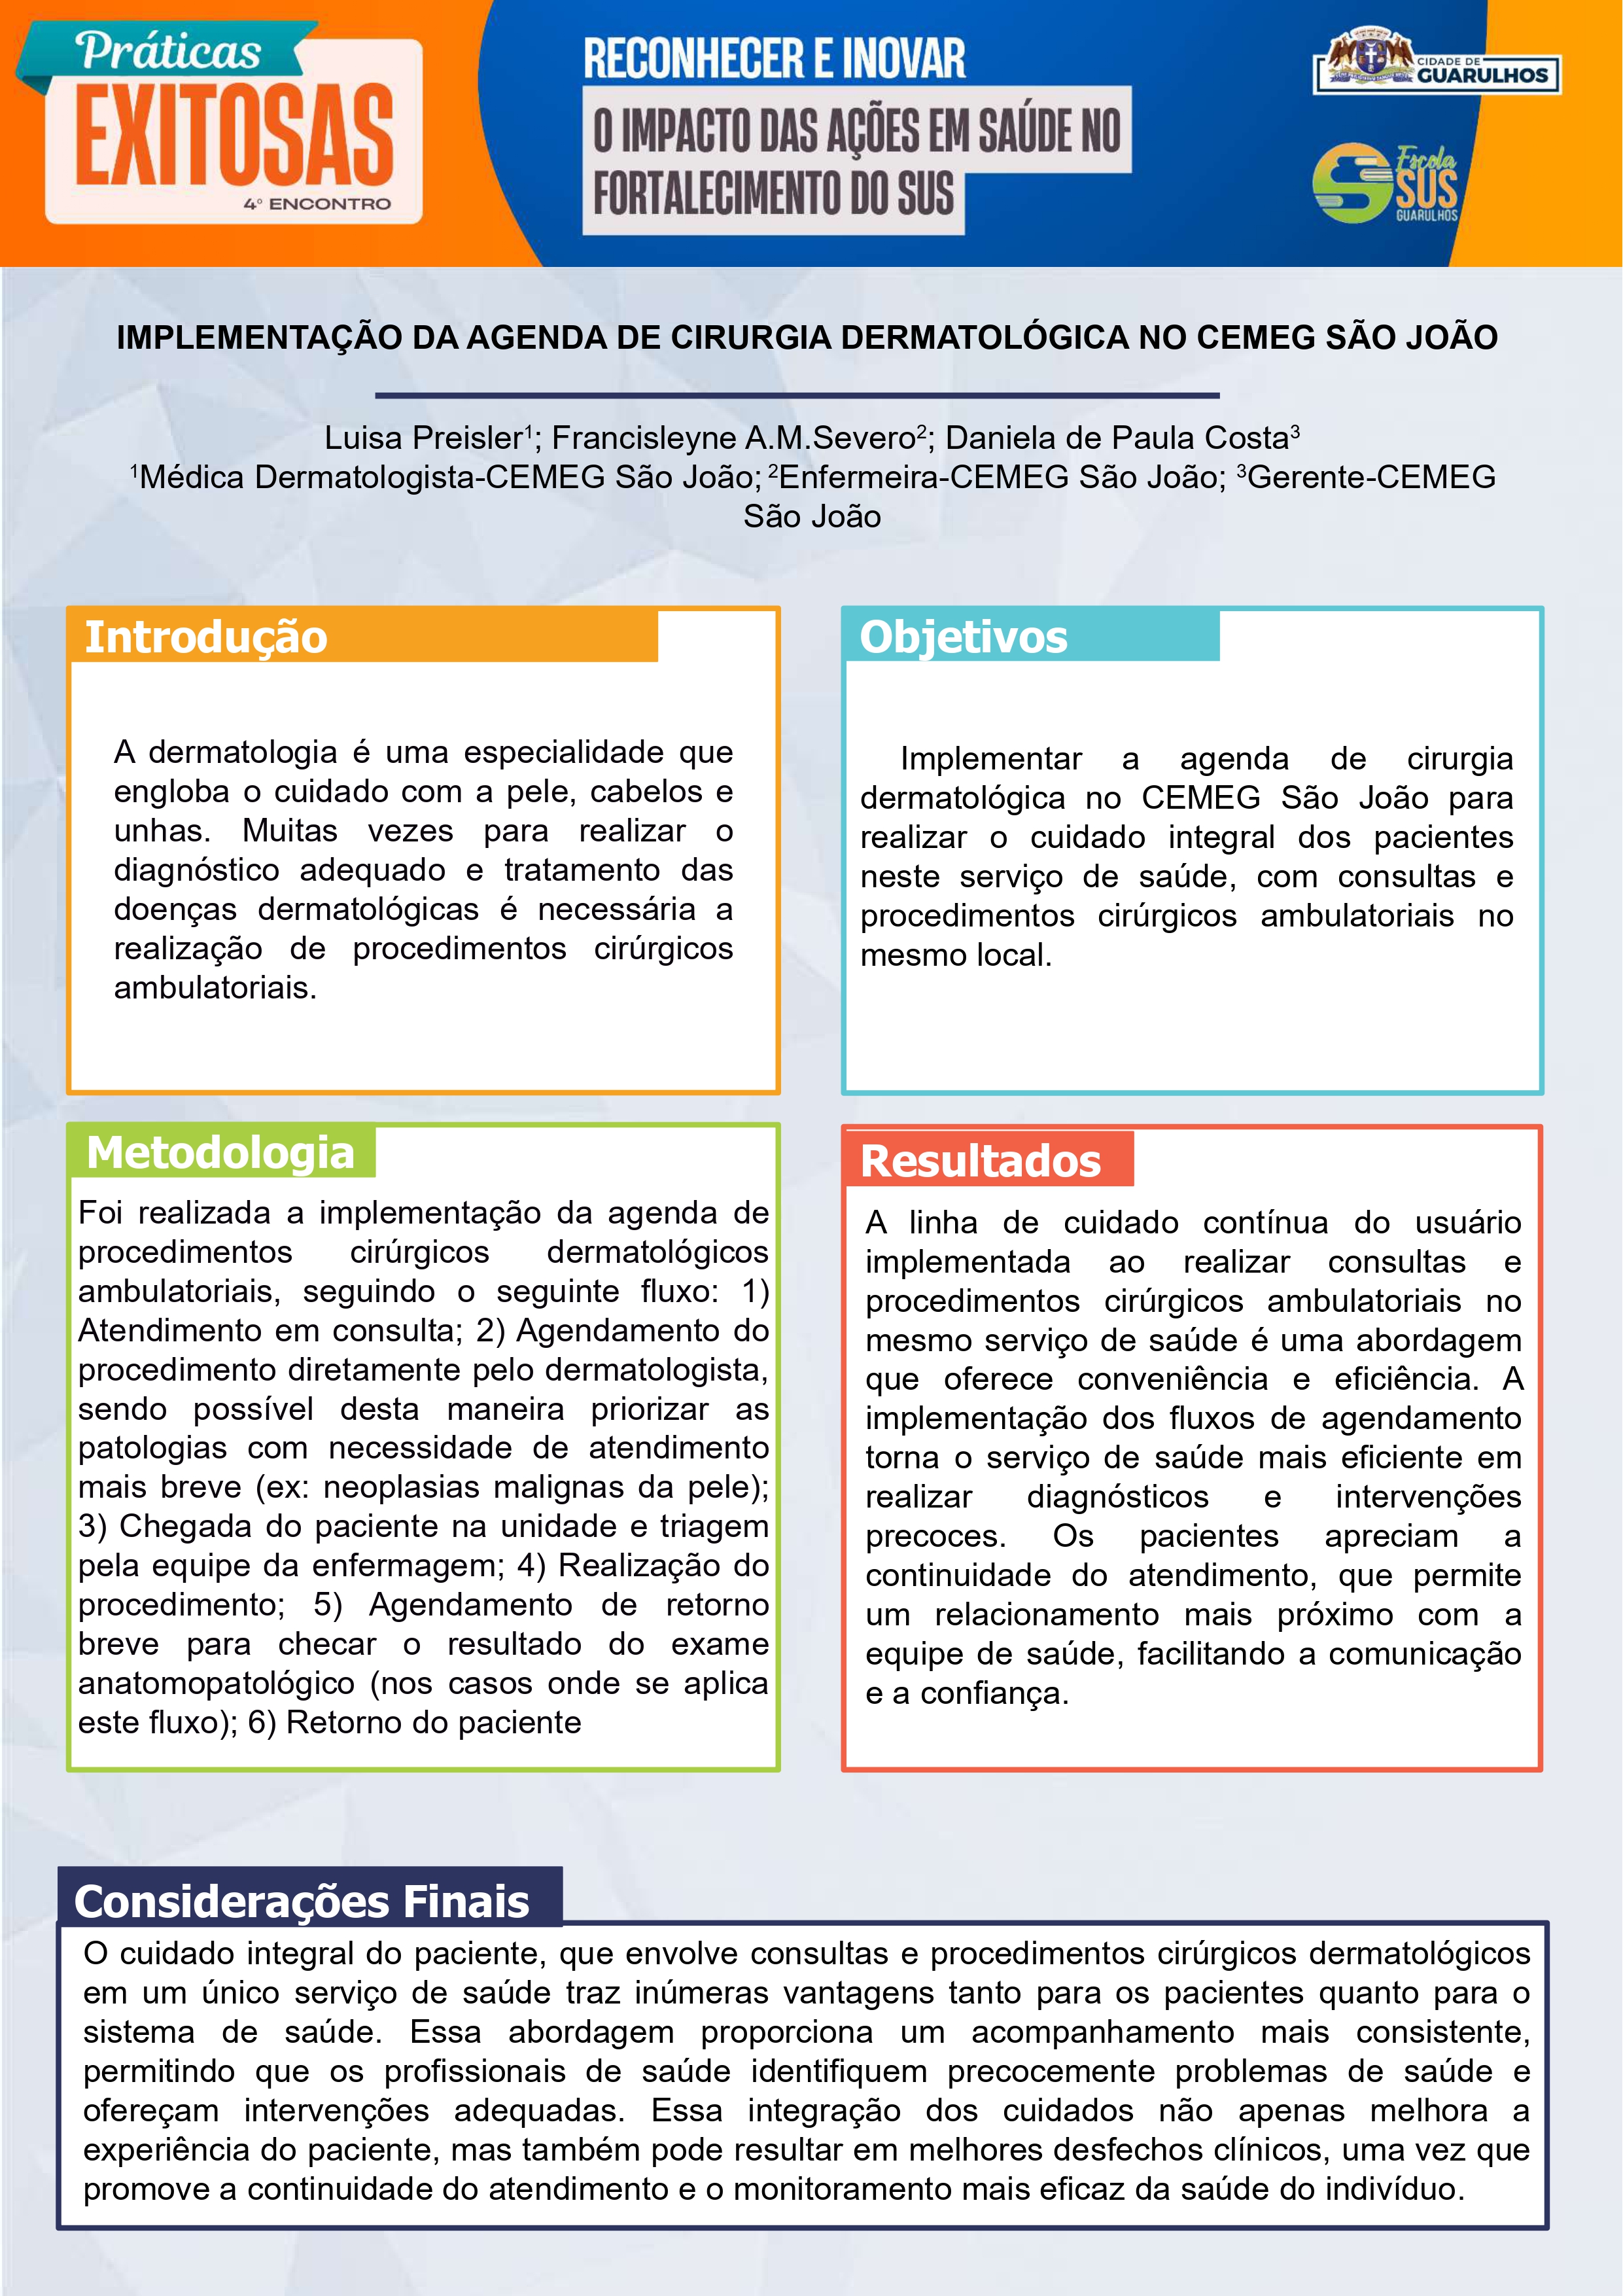 Práticas
EXITOSAS
4º ENCONTRO
RECONHECER E INOVAR
O IMPACTO DAS AÇÕES EM SAÚDE NO
FORTALECIMENTO DO SUS
CIDADE DE
GUARULHOS
Escola
SUS
GUARULHOS
IMPLEMENTAÇÃO DA AGENDA DE CIRURGIA DERMATOLÓGICA NO CEMEG SÃO JOÃO
Luisa Preisler¹; Francisleyne A.M.Severo²; Daniela de Paula Costa³
¹Médica Dermatologista-CEMEG São João; ²Enfermeira-CEMEG São João; ³Gerente-CEMEG
São João
Introdução
A dermatologia é uma especialidade que
engloba o cuidado com a pele, cabelos e
unhas. Muitas vezes para realizar o
diagnóstico adequado e tratamento das
doenças dermatológicas é necessária a
realização de procedimentos cirúrgicos
ambulatoriais.
Objetivos
Implementar a agenda de cirurgia
dermatológica no CEMEG São João para
realizar o cuidado integral dos pacientes
neste serviço de saúde, com consultas e
procedimentos cirúrgicos ambulatoriais no
mesmo local.
Metodologia
Foi realizada a implementação da agenda de
procedimentos cirúrgicos dermatológicos
ambulatoriais, seguindo o seguinte fluxo: 1)
Atendimento em consulta; 2) Agendamento do
procedimento diretamente pelo dermatologista,
sendo possível desta maneira priorizar as
patologias com necessidade de atendimento
mais breve (ex: neoplasias malignas da pele);
3) Chegada do paciente na unidade e triagem
pela equipe da enfermagem; 4) Realização do
procedimento; 5) Agendamento de retorno
breve para checar o resultado do exame
anatomopatológico (nos casos onde se aplica
este fluxo); 6) Retorno do paciente
Resultados
A linha de cuidado contínua do usuário
implementada ao realizar consultas e
procedimentos cirúrgicos ambulatoriais no
mesmo serviço de saúde é uma abordagem
que oferece conveniência e eficiência. A
implementação dos fluxos de agendamento
torna o serviço de saúde mais eficiente em
realizar diagnósticos e intervenções
precoces. Os pacientes apreciam a
continuidade do atendimento, que permite
um relacionamento mais próximo com a
equipe de saúde, facilitando a comunicação
e a confiança.
Considerações Finais
O cuidado integral do paciente, que envolve consultas e procedimentos cirúrgicos dermatológicos
em um único serviço de saúde traz inúmeras vantagens tanto para os pacientes quanto para o
sistema de saúde. Essa abordagem proporciona um acompanhamento mais consistente,
permitindo que os profissionais de saúde identifiquem precocemente problemas de saúde e
ofereçam intervenções adequadas. Essa integração dos cuidados não apenas melhora a
experiência do paciente, mas também pode resultar em melhores desfechos clínicos, uma vez que
promove a continuidade do atendimento e o monitoramento mais eficaz da saúde do indivíduo.